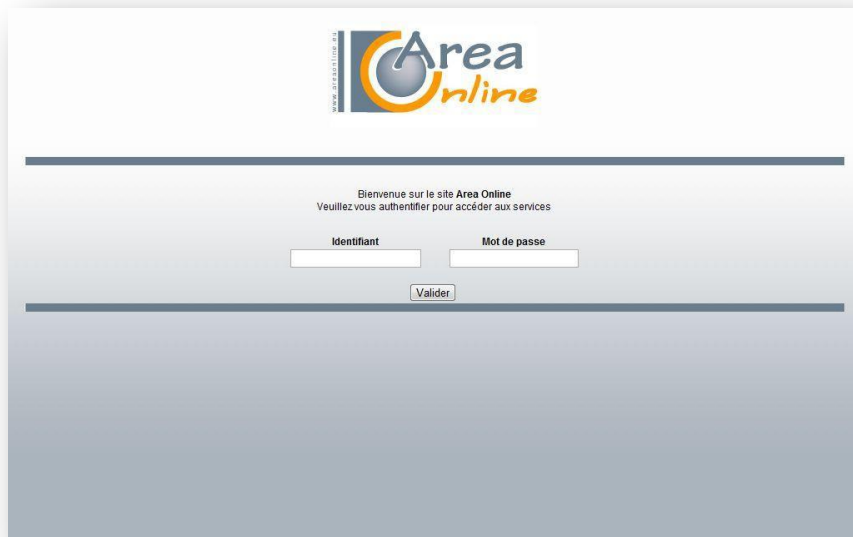 www.areaonline.eu
Area
Online
Bienvenue sur le site Area Online
Veuillez vous authentifier pour accéder aux services
Identifiant Mot de passe
Valider